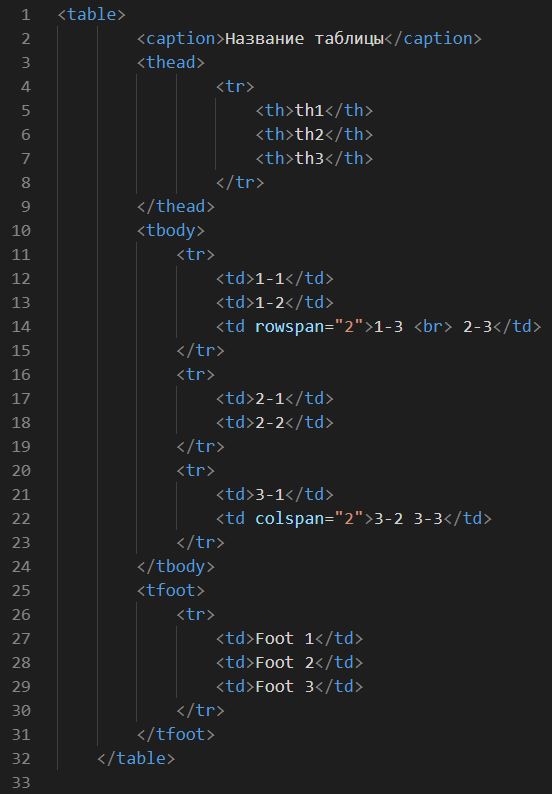 1 <table>
2 <caption>Название таблицы</caption>
3 <thead>
4 <tr>
5 <th>th1</th>
6 <th>th2</th>
7 <th>th3</th>
8 </tr>
9 </thead>
10 <tbody>
11 <tr>
12 <td>1-1</td>
13 <td>1-2</td>
14 <td rowspan="2">1-3 <br> 2-3</td>
15 </tr>
16 <tr>
17 <td>2-1</td>
18 <td>2-2</td>
19 </tr>
20 <tr>
21 <td>3-1</td>
22 <td colspan="2">3-2 3-3</td>
23 </tr>
24 </tbody>
25 <tfoot>
26 <tr>
27 <td>Foot 1</td>
28 <td>Foot 2</td>
29 <td>Foot 3</td>
30 </tr>
31 </tfoot>
32 </table>
33